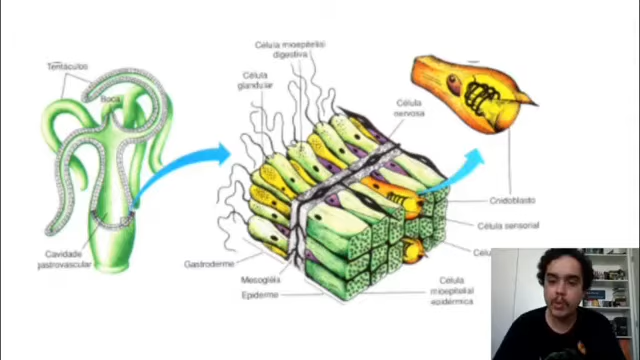 Tentáculos
Boca
Cavidade
gastrovascular
Célula mioepitelial
digestiva
Célula
glandular
Célula
nervosa
Cnidoblasto
Célula sensorial
Gastroderme
Mesogléia
Epiderme
Célula
mioepitelial
epidérmica